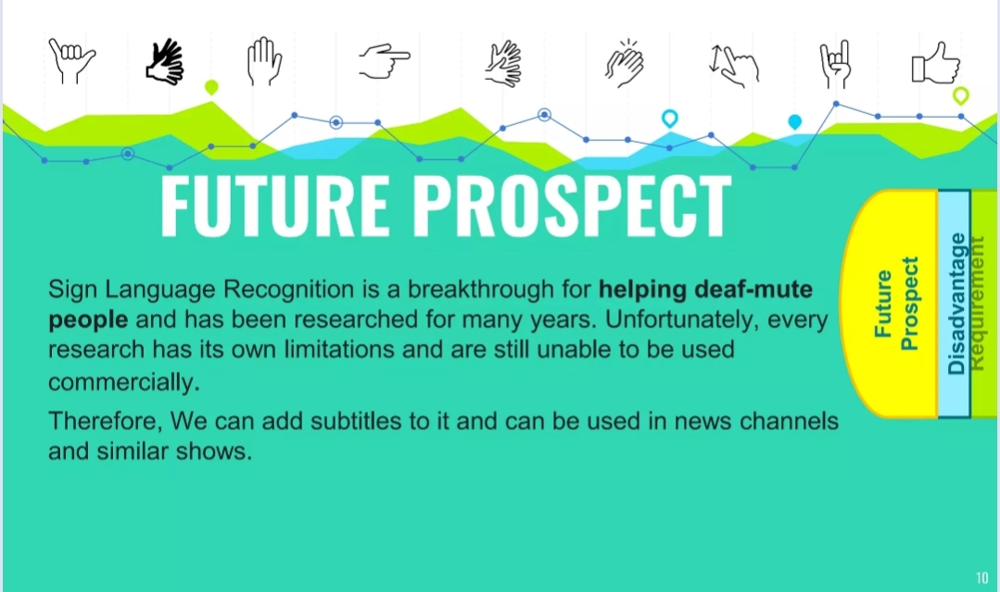 FUTURE PROSPECT
Sign Language Recognition is a breakthrough for helping deaf-mute
people and has been researched for many years. Unfortunately, every
research has its own limitations and are still unable to be used
commercially.
Therefore, We can add subtitles to it and can be used in news channels
and similar shows.
Future
Prospect
Disadvantage
Requirement
10